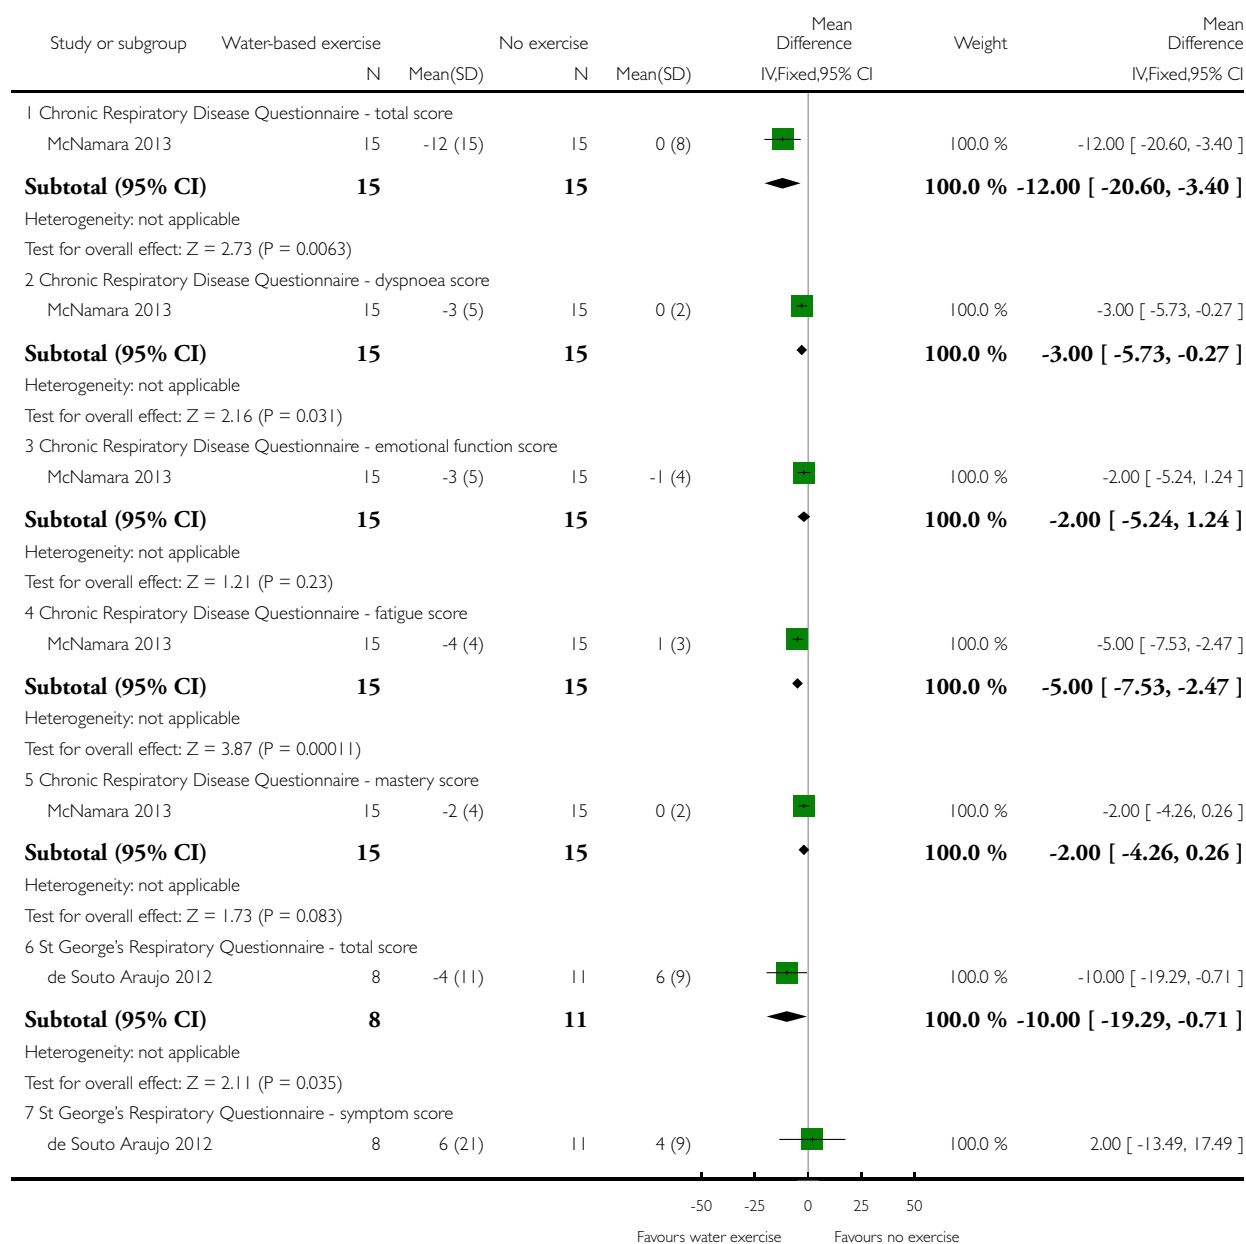 Study or subgroup Water-based exercise No exercise Mean Difference Weight Mean Difference
N Mean(SD) N Mean(SD) IV,Fixed,95% CI IV,Fixed,95% CI
1 Chronic Respiratory Disease Questionnaire - total score
McNamara 2013 15 -12 (15) 15 0 (8) 100.0 % -12.00 [ -20.60, -3.40 ]
Subtotal (95% CI) 15 15 100.0 % -12.00 [ -20.60, -3.40 ]
Heterogeneity: not applicable
Test for overall effect: Z = 2.73 (P = 0.0063)
2 Chronic Respiratory Disease Questionnaire - dyspnoea score
McNamara 2013 15 -3 (5) 15 0 (2) 100.0 % -3.00 [ -5.73, -0.27 ]
Subtotal (95% CI) 15 15 100.0 % -3.00 [ -5.73, -0.27 ]
Heterogeneity: not applicable
Test for overall effect: Z = 2.16 (P = 0.031)
3 Chronic Respiratory Disease Questionnaire - emotional function score
McNamara 2013 15 -3 (5) 15 -1 (4) 100.0 % -2.00 [ -5.24, 1.24 ]
Subtotal (95% CI) 15 15 100.0 % -2.00 [ -5.24, 1.24 ]
Heterogeneity: not applicable
Test for overall effect: Z = 1.21 (P = 0.23)
4 Chronic Respiratory Disease Questionnaire - fatigue score
McNamara 2013 15 -4 (4) 15 1 (3) 100.0 % -5.00 [ -7.53, -2.47 ]
Subtotal (95% CI) 15 15 100.0 % -5.00 [ -7.53, -2.47 ]
Heterogeneity: not applicable
Test for overall effect: Z = 3.87 (P = 0.00011)
5 Chronic Respiratory Disease Questionnaire - mastery score
McNamara 2013 15 -2 (4) 15 0 (2) 100.0 % -2.00 [ -4.26, 0.26 ]
Subtotal (95% CI) 15 15 100.0 % -2.00 [ -4.26, 0.26 ]
Heterogeneity: not applicable
Test for overall effect: Z = 1.73 (P = 0.083)
6 St George's Respiratory Questionnaire - total score
de Souto Araujo 2012 8 -4 (11) 11 6 (9) 100.0 % -10.00 [ -19.29, -0.71 ]
Subtotal (95% CI) 8 11 100.0 % -10.00 [ -19.29, -0.71 ]
Heterogeneity: not applicable
Test for overall effect: Z = 2.11 (P = 0.035)
7 St George's Respiratory Questionnaire - symptom score
de Souto Araujo 2012 8 6 (21) 11 4 (9) 100.0 % 2.00 [ -13.49, 17.49 ]
-50 -25 0 25 50
Favours water exercise Favours no exercise